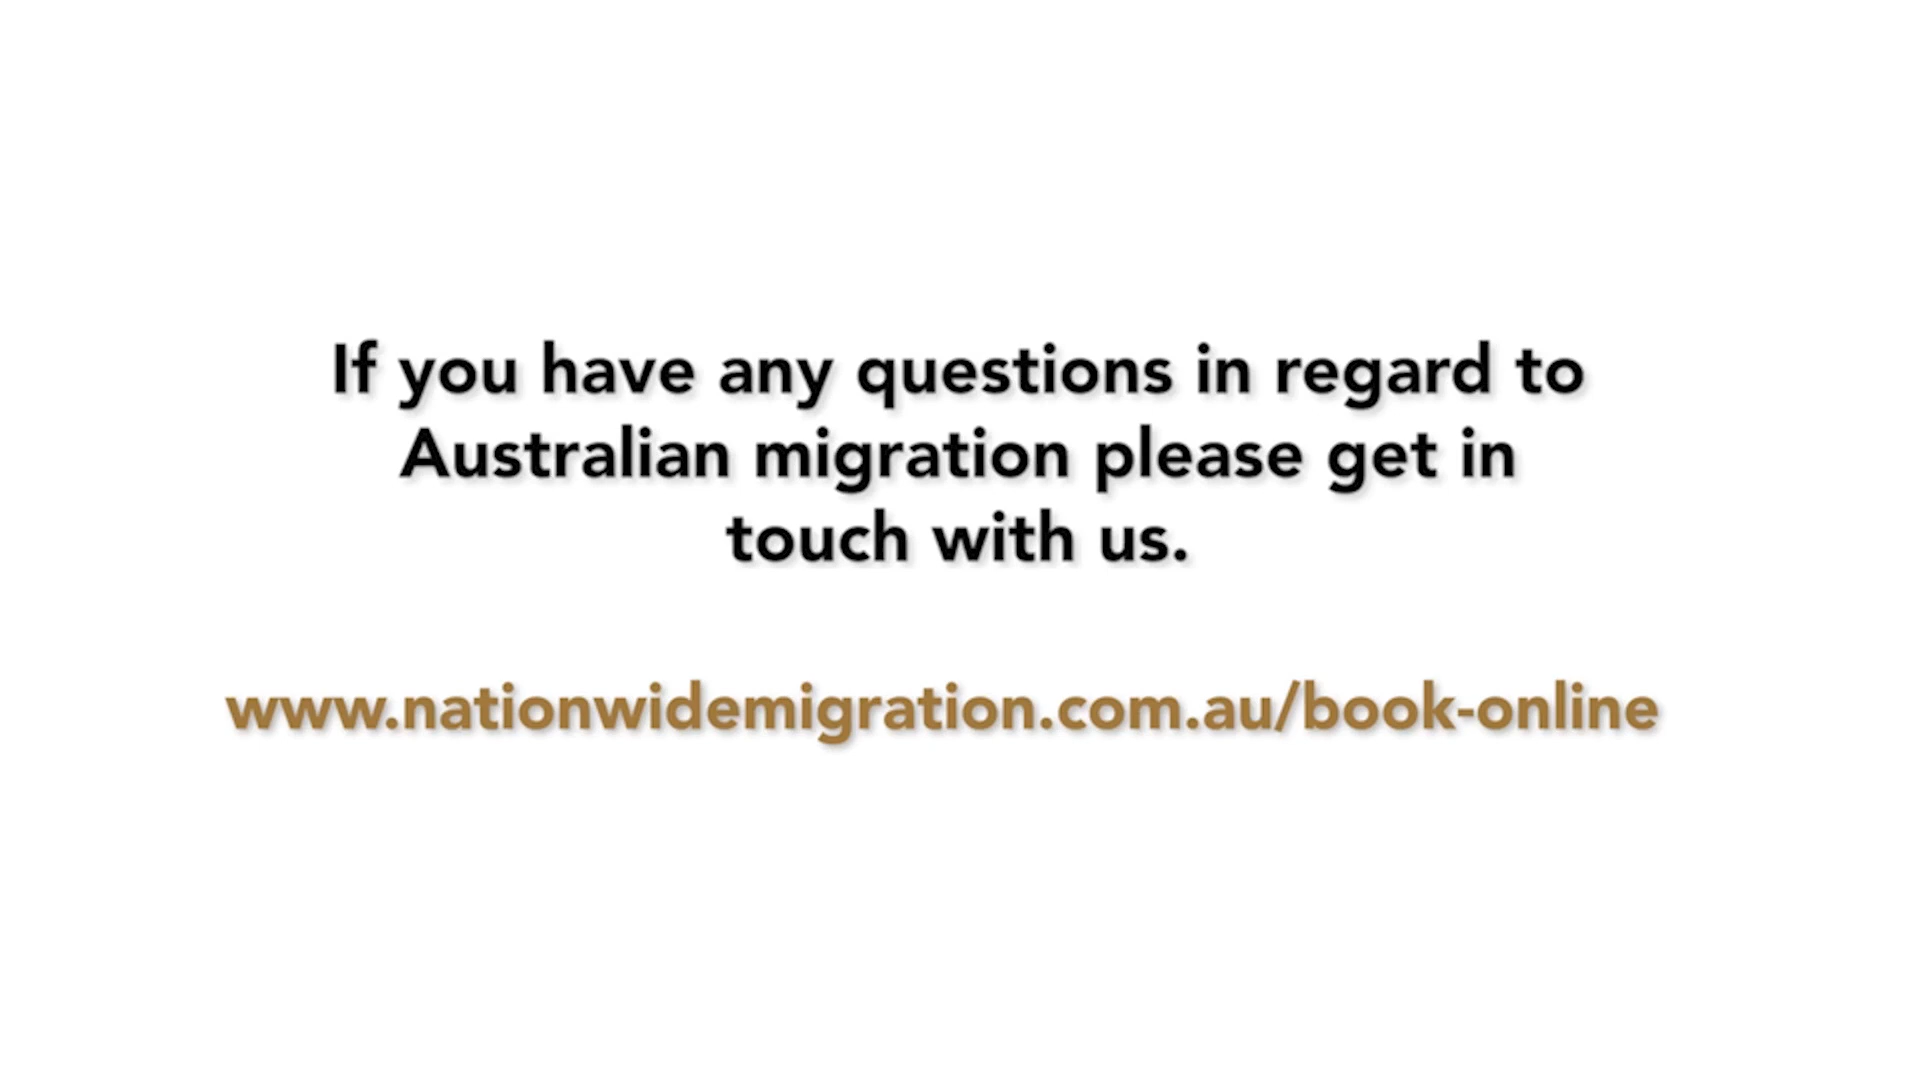 If you have any questions in regard to
Australian migration please get in
touch with us.
www.nationwidemigration.com.au/book-online